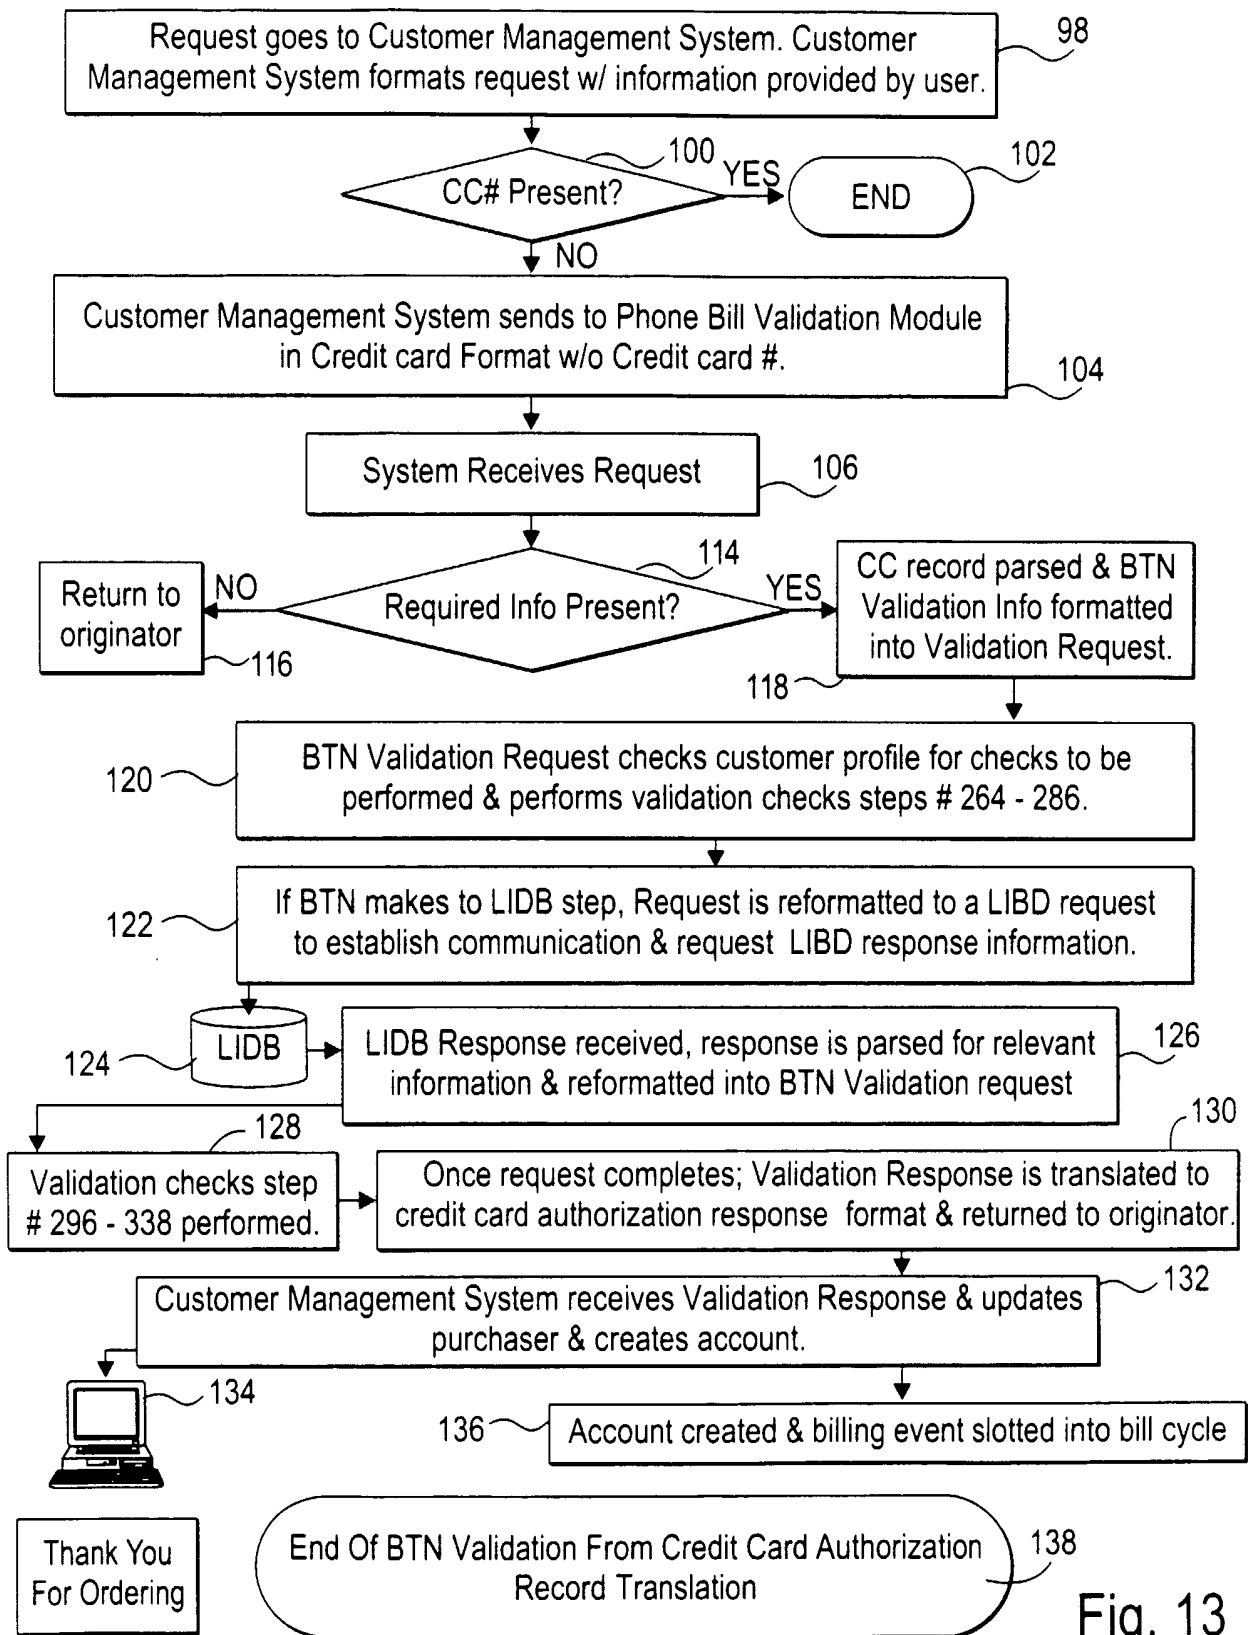 Request goes to Customer Management System. Customer
Management System formats request w/ information provided by user.
98
100
CC# Present?
YES
END
102
NO
Customer Management System sends to Phone Bill Validation Module
in Credit card Format w/o Credit card #.
104
System Receives Request
106
114
Required Info Present?
NO
Return to
originator
116
YES
CC record parsed & BTN
Validation Info formatted
into Validation Request.
118
120
BTN Validation Request checks customer profile for checks to be
performed & performs validation checks steps # 264 - 286.
122
If BTN makes to LIDB step, Request is reformatted to a LIBD request
to establish communication & request LIBD response information.
LIDB
124
LIDB Response received, response is parsed for relevant
information & reformatted into BTN Validation request
126
128
Validation checks step
# 296 - 338 performed.
130
Once request completes; Validation Response is translated to
credit card authorization response format & returned to originator.
132
Customer Management System receives Validation Response & updates
purchaser & creates account.
134
136
Account created & billing event slotted into bill cycle
Thank You
For Ordering
End Of BTN Validation From Credit Card Authorization
Record Translation
138
Fig. 13